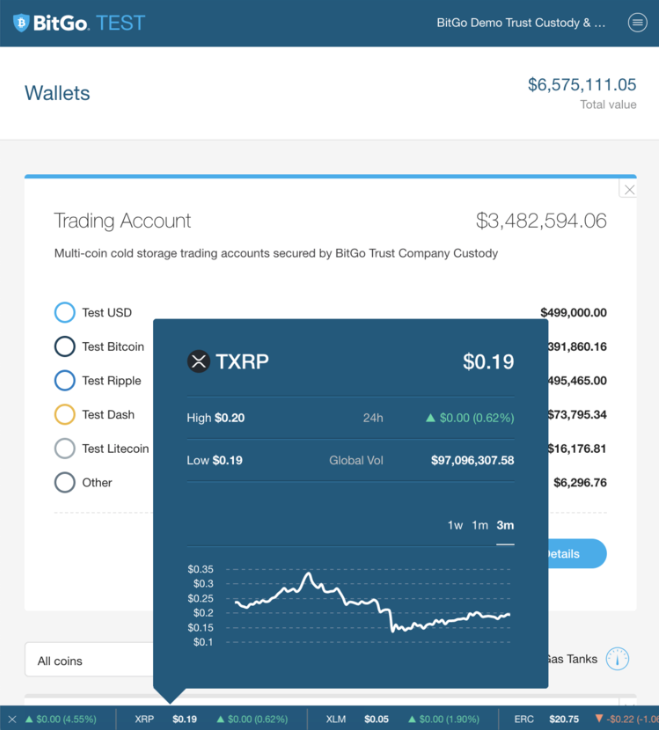 BitGo. TEST
BitGo Demo Trust Custody & ...
Wallets
$6,575,111.05
Total value
Trading Account
$3,482,594.06
Multi-coin cold storage trading accounts secured by BitGo Trust Company Custody
Test USD $499,000.00
Test Bitcoin 391,860.16
Test Ripple 495,465.00
Test Dash $73,795.34
Test Litecoin $16,176.81
Other $6,296.76
TXRP $0.19
High $0.20 24h ▲ $0.00 (0.62%)
Low $0.19 Global Vol $97,096,307.58
1w 1m 3m
$0.35
$0.3
$0.25
$0.2
$0.15
$0.1
Details
All coins
Gas Tanks
▲ $0.00 (4.55%) XRP $0.19 ▲ $0.00 (0.62%) XLM $0.05 ▲ $0.00 (1.90%) ERC $20.75 ▼ -$0.22 (-1.06